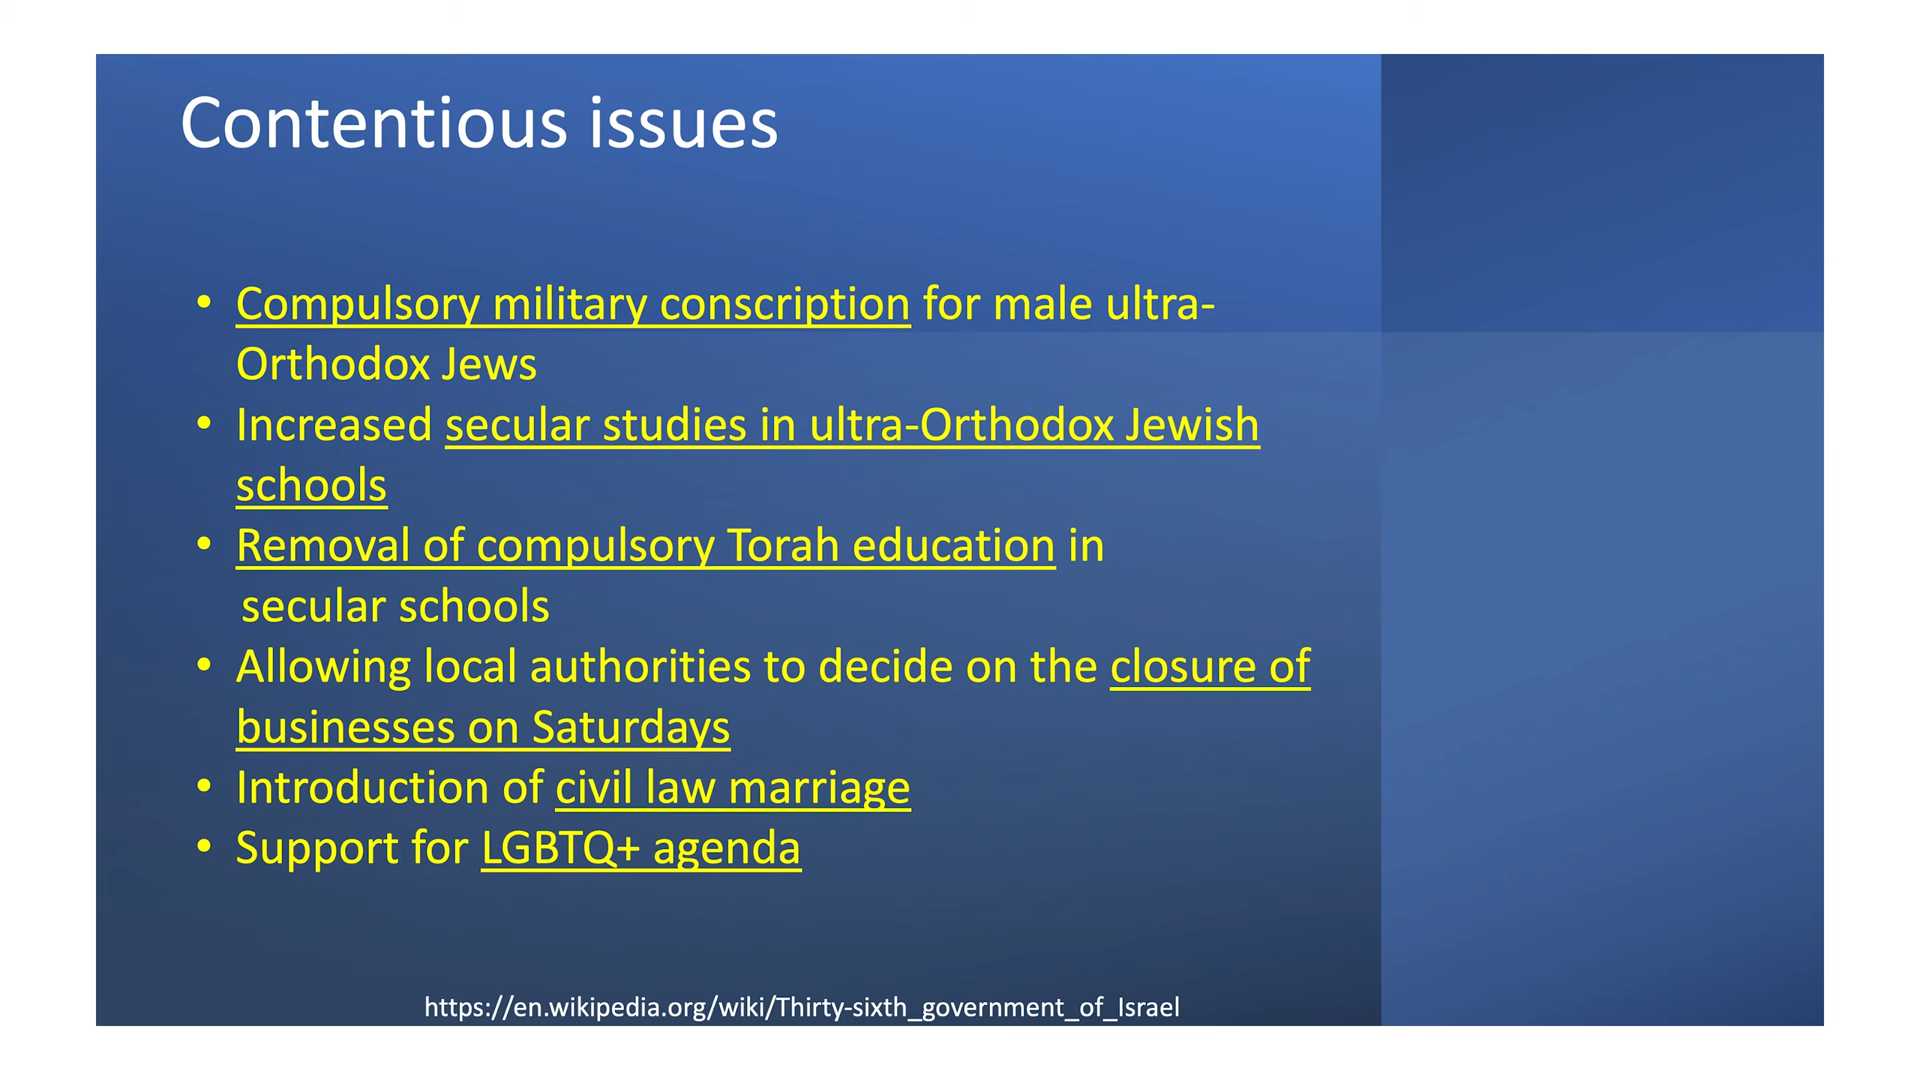 Contentious issues
• Compulsory military conscription for male ultra-
Orthodox Jews
• Increased secular studies in ultra-Orthodox Jewish
schools
• Removal of compulsory Torah education in
secular schools
• Allowing local authorities to decide on the closure of
businesses on Saturdays
• Introduction of civil law marriage
• Support for LGBTQ+ agenda
https://en.wikipedia.org/wiki/Thirty-sixth_government_of_Israel